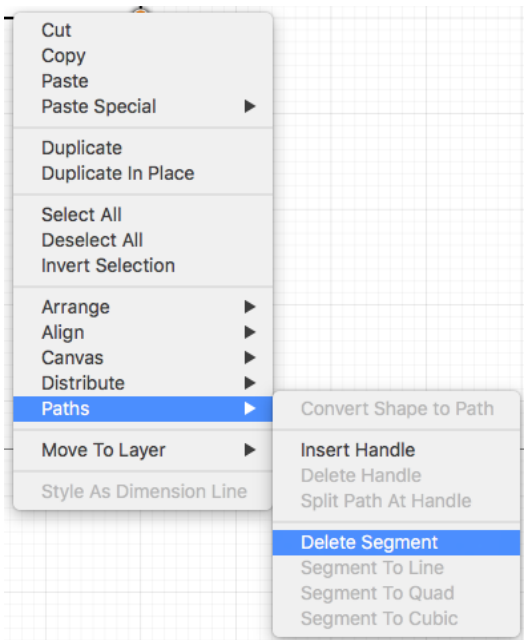 Cut
Copy
Paste
Paste Special
Duplicate
Duplicate In Place
Select All
Deselect All
Invert Selection
Arrange
Align
Canvas
Distribute
Paths
Move To Layer
Style As Dimension Line
Convert Shape to Path
Insert Handle
Delete Handle
Split Path At Handle
Delete Segment
Segment To Line
Segment To Quad
Segment To Cubic